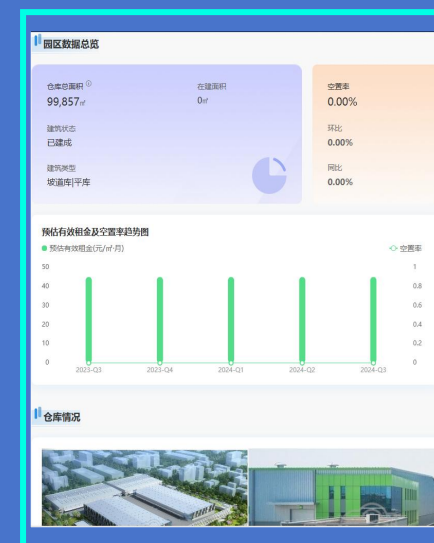 园区数据总览
仓库总面积 在建面积 空置率
99,857㎡ 0㎡ 0.00%
建筑状态 环比
已建成 0.00%
建筑类型 同比
坡道库|平库 0.00%
预估有效租金及空置率趋势图
预估有效租金(元/㎡·月) 空置率
50 1
40 0.8
30 0.6
20 0.4
10 0.2
0 0
2023-Q3 2023-Q4 2024-Q1 2024-Q2 2024-Q3
仓库情况